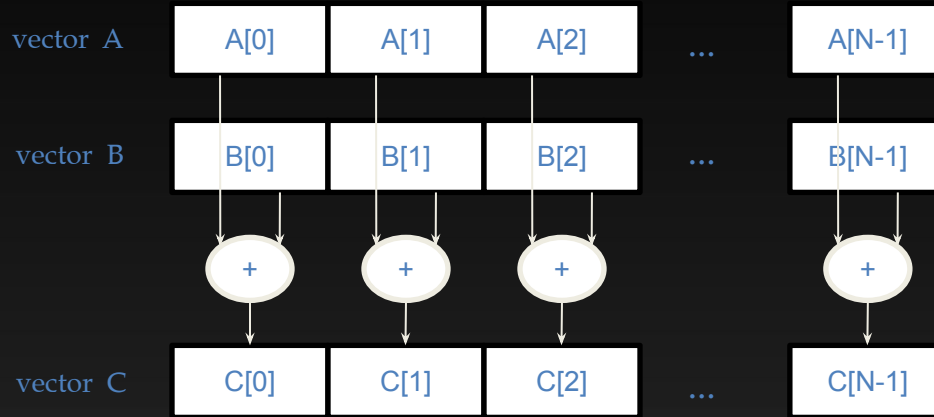 vector A A[0] A[1] A[2] ... A[N-1]
vector B B[0] B[1] B[2] ... B[N-1]
+ + + +
vector C C[0] C[1] C[2] ... C[N-1]